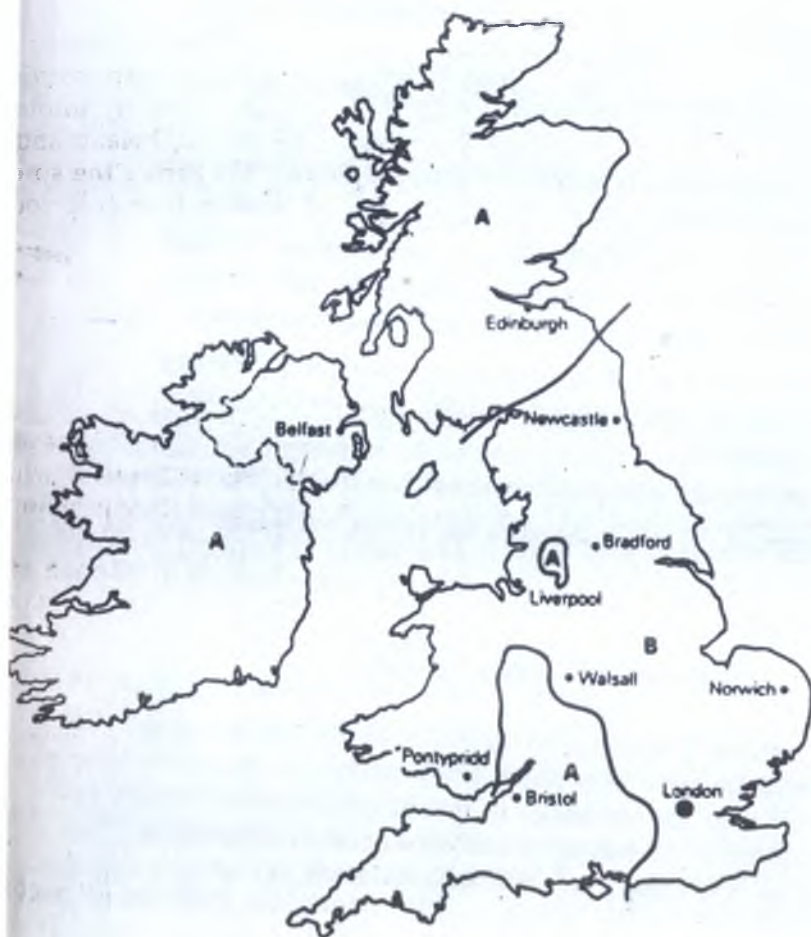 A
Edinburgh
Newcastle
Belfast
A
A
Bradford
Liverpool
B
Walsall
Norwich
Pontypridd
A
Bristol
London
A